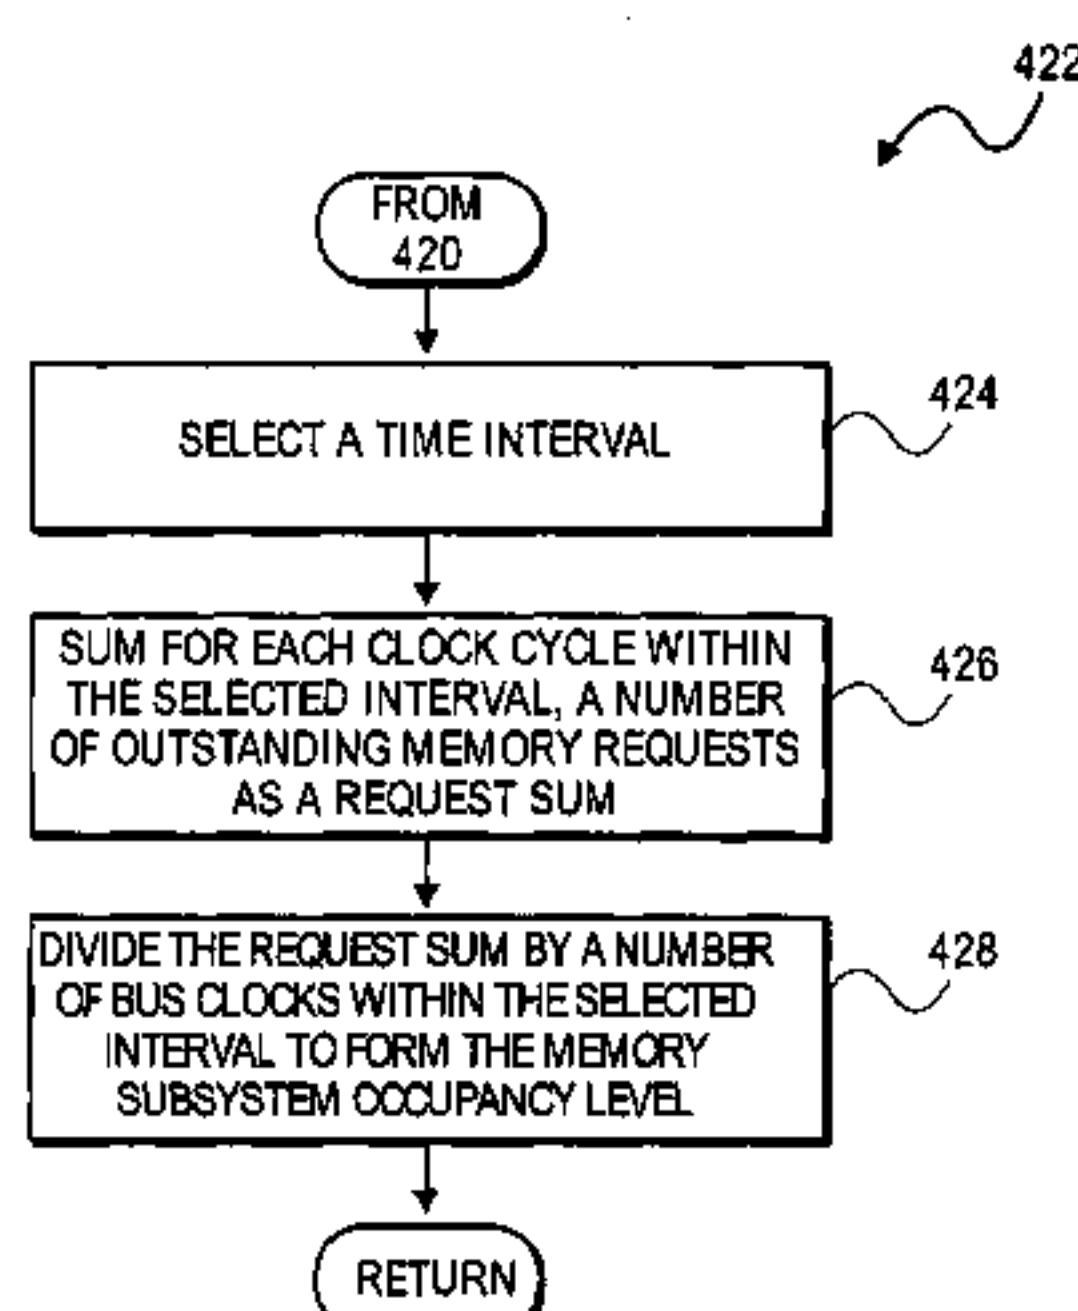 422
FROM
420
SELECT A TIME INTERVAL
424
SUM FOR EACH CLOCK CYCLE WITHIN
THE SELECTED INTERVAL, A NUMBER
OF OUTSTANDING MEMORY REQUESTS
AS A REQUEST SUM
426
DIVIDE THE REQUEST SUM BY A NUMBER
OF BUS CLOCKS WITHIN THE SELECTED
INTERVAL TO FORM THE MEMORY
SUBSYSTEM OCCUPANCY LEVEL
428
RETURN